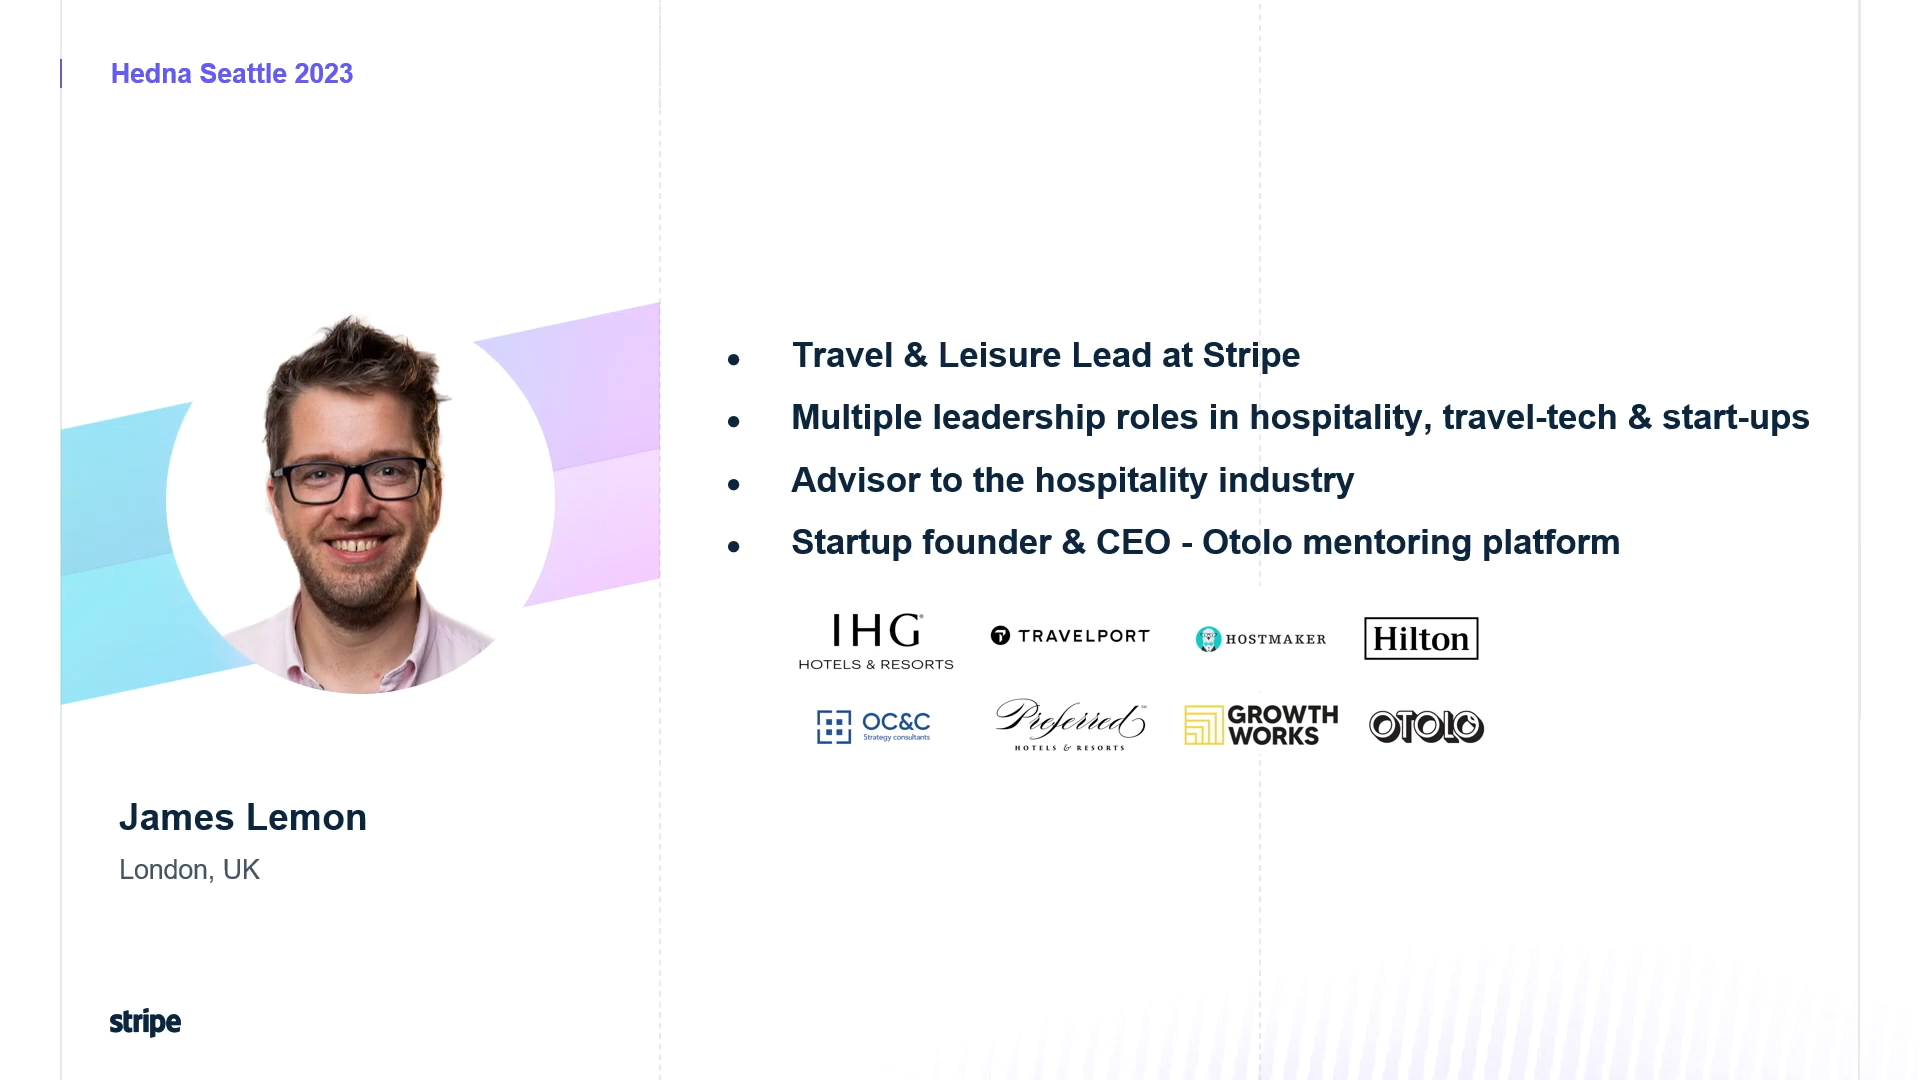 Hedna Seattle 2023
• Travel & Leisure Lead at Stripe
• Multiple leadership roles in hospitality, travel-tech & start-ups
• Advisor to the hospitality industry
• Startup founder & CEO - Otolo mentoring platform
IHG®
HOTELS & RESORTS
TRAVELPORT
HOSTMAKER
Hilton
OC&C
Strategy consultants
Preferred™
HOTELS & RESORTS
GROWTH
WORKS
OTOLO
James Lemon
London, UK
stripe